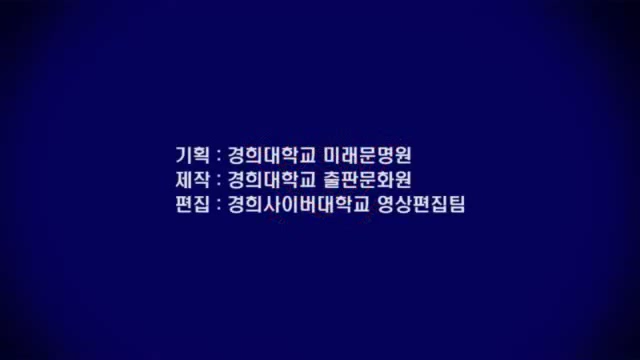 기획 : 경희대학교 미래문명원
제작 : 경희대학교 출판문화원
편집 : 경희사이버대학교 영상편집팀